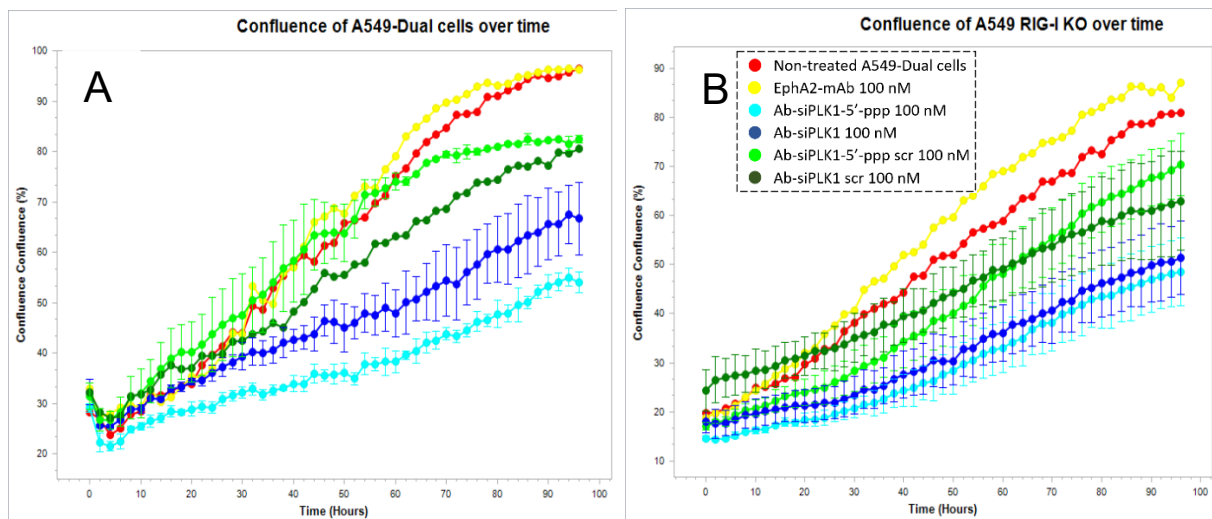 Confluence of A549-Dual cells over time
A
Confluence Confluence (%)
100
90
80
70
60
50
40
30
20
0 10 20 30 40 50 60 70 80 90 100
Time (Hours)
Confluence of A549 RIG-I KO over time
B
Non-treated A549-Dual cells
EphA2-mAb 100 nM
Ab-siPLK1-5’-ppp 100 nM
Ab-siPLK1 100 nM
Ab-siPLK1-5’-ppp scr 100 nM
Ab-siPLK1 scr 100 nM
Confluence Confluence (%)
90
80
70
60
50
40
30
20
10
0 10 20 30 40 50 60 70 80 90 100
Time (Hours)